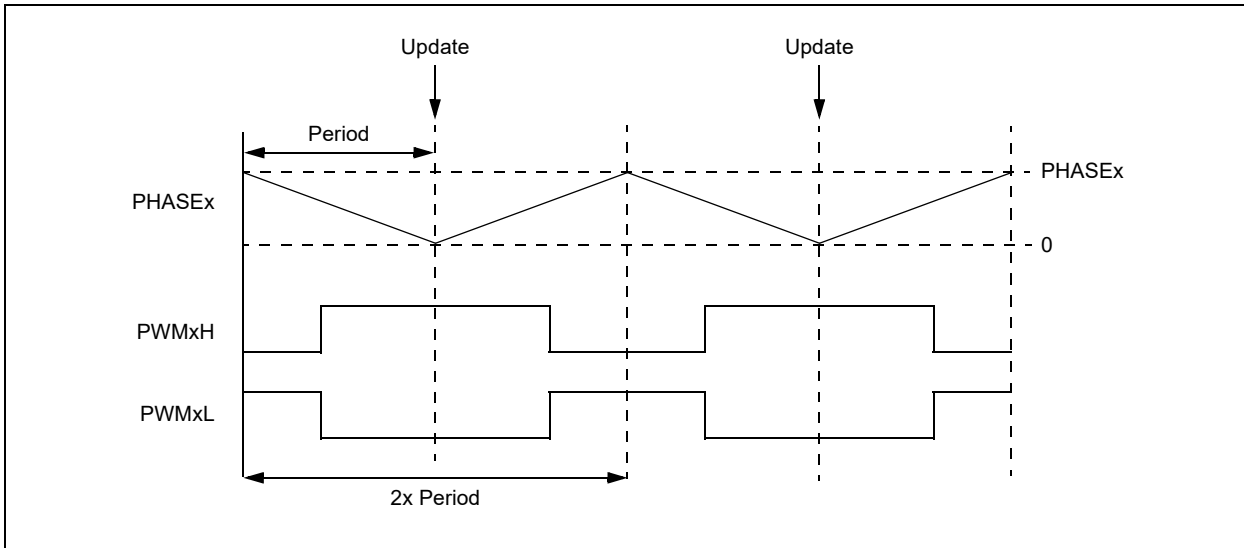 Update
Update
Period
PHASEx
PHASEx
0
PWMxH
PWMxL
2x Period